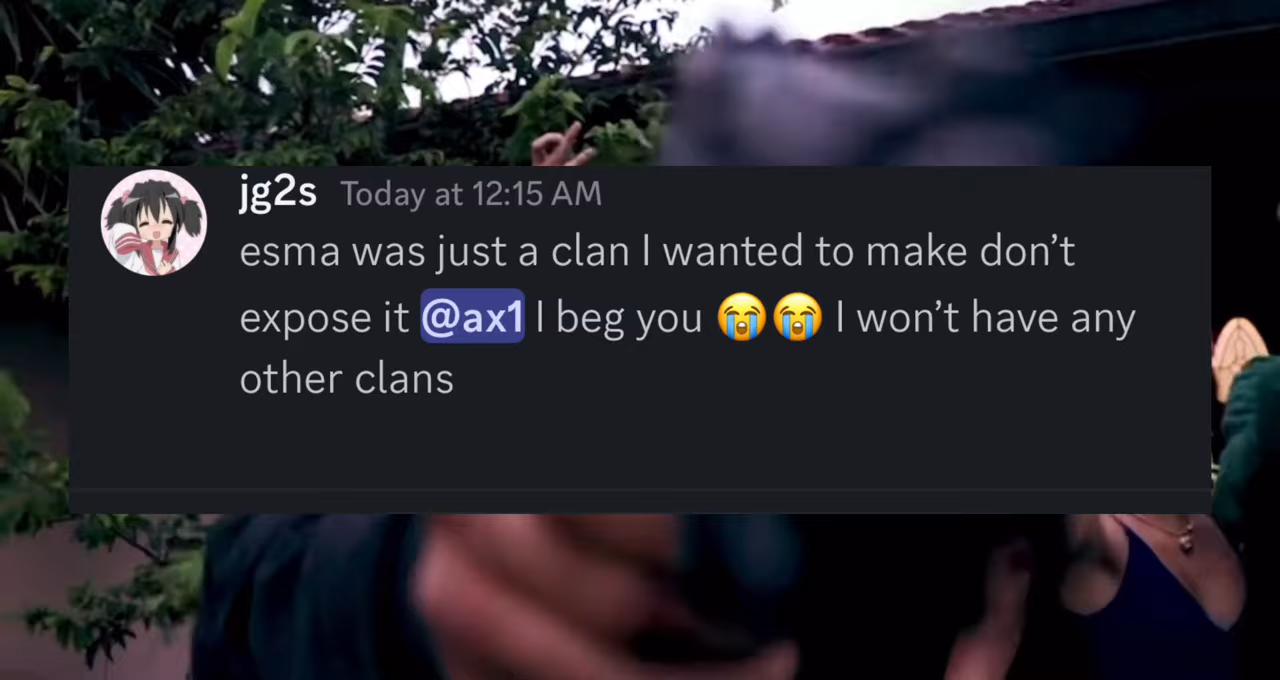 jg2s Today at 12:15 AM
esma was just a clan I wanted to make don’t
expose it @ax1 I beg you 😭😭 I won’t have any
other clans